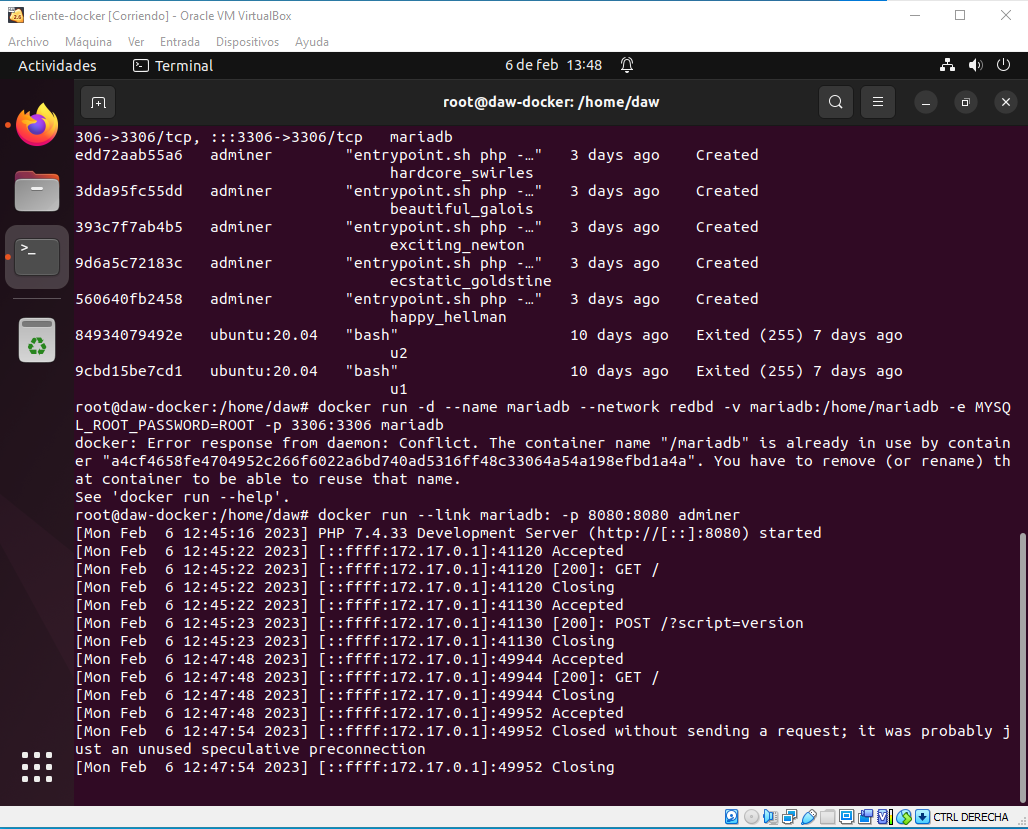 cliente-docker [Corriendo] - Oracle VM VirtualBox
Archivo Máquina Ver Entrada Dispositivos Ayuda
Actividades Terminal 6 de feb 13:48
root@daw-docker: /home/daw
306->3306/tcp, :::3306->3306/tcp mariadb
edd72aab55a6 adminer "entrypoint.sh php -…" 3 days ago Created
hardcore_swirles
3dda95fc55dd adminer "entrypoint.sh php -…" 3 days ago Created
beautiful_galois
393c7f7ab4b5 adminer "entrypoint.sh php -…" 3 days ago Created
exciting_newton
9d6a5c72183c adminer "entrypoint.sh php -…" 3 days ago Created
ecstatic_goldstine
560640fb2458 adminer "entrypoint.sh php -…" 3 days ago Created
happy_hellman
84934079492e ubuntu:20.04 "bash" 10 days ago Exited (255) 7 days ago
u2
9cbd15be7cd1 ubuntu:20.04 "bash" 10 days ago Exited (255) 7 days ago
u1
root@daw-docker:/home/daw# docker run -d --name mariadb --network redbd -v mariadb:/home/mariadb -e MYSQ
L_ROOT_PASSWORD=ROOT -p 3306:3306 mariadb
docker: Error response from daemon: Conflict. The container name "/mariadb" is already in use by contain
er "a4cf4658fe4704952c266f6022a6bd740ad5316ff48c33064a54a198efbd1a4a". You have to remove (or rename) th
at container to be able to reuse that name.
See 'docker run --help'.
root@daw-docker:/home/daw# docker run --link mariadb: -p 8080:8080 adminer
[Mon Feb  6 12:45:16 2023] PHP 7.4.33 Development Server (http://[::]:8080) started
[Mon Feb  6 12:45:22 2023] [::ffff:172.17.0.1]:41120 Accepted
[Mon Feb  6 12:45:22 2023] [::ffff:172.17.0.1]:41120 [200]: GET /
[Mon Feb  6 12:45:22 2023] [::ffff:172.17.0.1]:41120 Closing
[Mon Feb  6 12:45:22 2023] [::ffff:172.17.0.1]:41130 Accepted
[Mon Feb  6 12:45:23 2023] [::ffff:172.17.0.1]:41130 [200]: POST /?script=version
[Mon Feb  6 12:45:23 2023] [::ffff:172.17.0.1]:41130 Closing
[Mon Feb  6 12:47:48 2023] [::ffff:172.17.0.1]:49944 Accepted
[Mon Feb  6 12:47:48 2023] [::ffff:172.17.0.1]:49944 [200]: GET /
[Mon Feb  6 12:47:48 2023] [::ffff:172.17.0.1]:49944 Closing
[Mon Feb  6 12:47:48 2023] [::ffff:172.17.0.1]:49952 Accepted
[Mon Feb  6 12:47:54 2023] [::ffff:172.17.0.1]:49952 Closed without sending a request; it was probably j
ust an unused speculative preconnection
[Mon Feb  6 12:47:54 2023] [::ffff:172.17.0.1]:49952 Closing
CTRL DERECHA